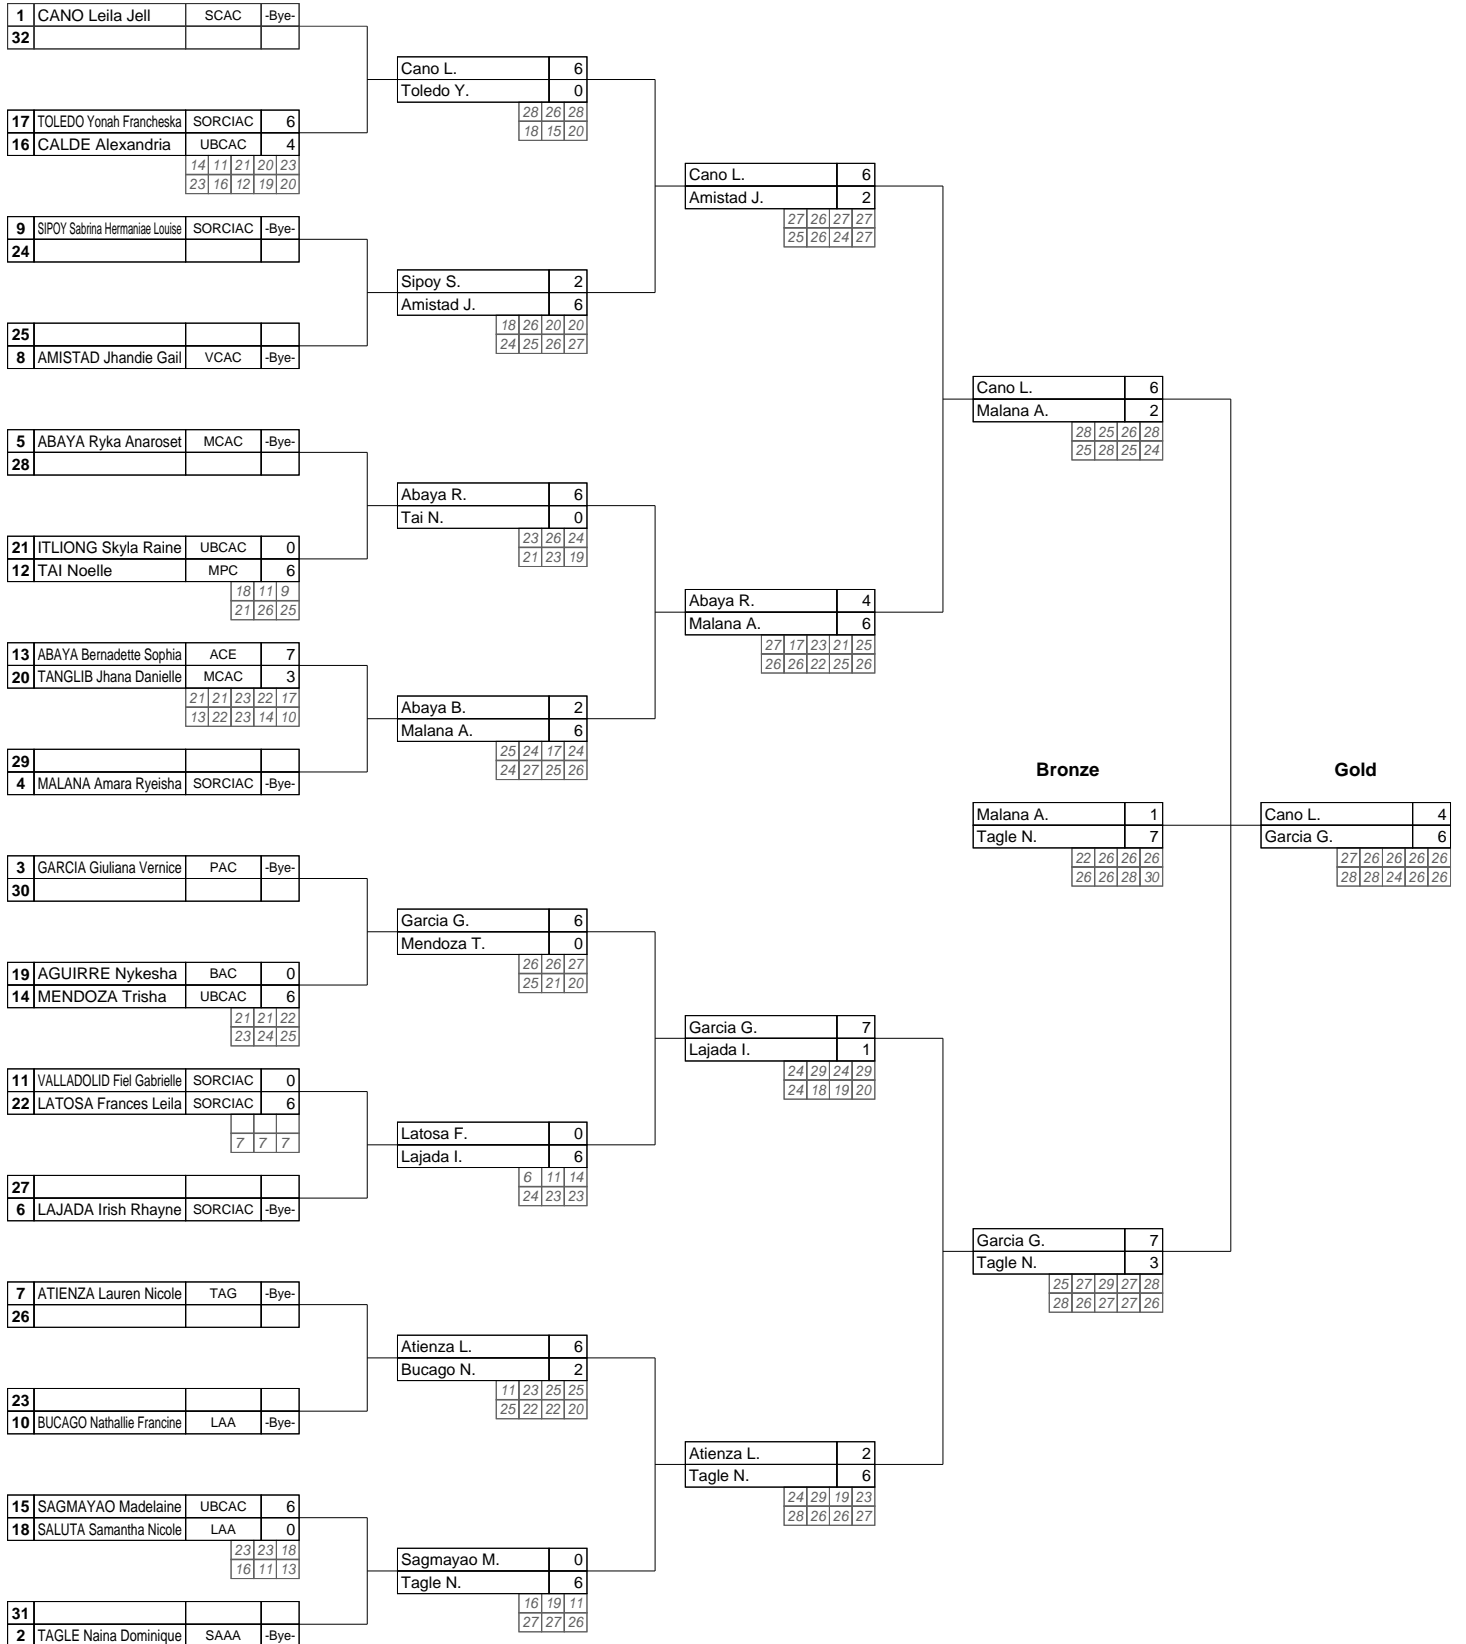 1 CANO Leila Jell SCAC -Bye-
32
17 TOLEDO Yonah Francheska SORCIAC 6
16 CALDE Alexandria UBCAC 4
14 11 21 20 23
23 16 12 19 20
9 SIPOY Sabrina Hermaniae Louise SORCIAC -Bye-
24
25
8 AMISTAD Jhandie Gail VCAC -Bye-
5 ABAYA Ryka Anaroset MCAC -Bye-
28
21 ITLIONG Skyla Raine UBCAC 0
12 TAI Noelle MPC 6
18 11 9
21 26 25
13 ABAYA Bernadette Sophia ACE 7
20 TANGLIB Jhana Danielle MCAC 3
21 21 23 22 17
13 22 23 14 10
29
4 MALANA Amara Ryeisha SORCIAC -Bye-
3 GARCIA Giuliana Vernice PAC -Bye-
30
19 AGUIRRE Nykesha BAC 0
14 MENDOZA Trisha UBCAC 6
21 21 22
23 24 25
11 VALLADOLID Fiel Gabrielle SORCIAC 0
22 LATOSA Frances Leila SORCIAC 6
7 7 7
27
6 LAJADA Irish Rhayne SORCIAC -Bye-
7 ATIENZA Lauren Nicole TAG -Bye-
26
23
10 BUCAGO Nathallie Francine LAA -Bye-
15 SAGMAYAO Madelaine UBCAC 6
18 SALUTA Samantha Nicole LAA 0
23 23 18
16 11 13
31
2 TAGLE Naina Dominique SAAA -Bye-
Cano L. 6
Toledo Y. 0
28 26 28
18 15 20
Sipoy S. 2
Amistad J. 6
18 26 20 20
24 25 26 27
Abaya R. 6
Tai N. 0
23 26 24
21 23 19
Abaya B. 2
Malana A. 6
25 24 17 24
24 27 25 26
Garcia G. 6
Mendoza T. 0
26 26 27
25 21 20
Latosa F. 0
Lajada I. 6
6 11 14
24 23 23
Atienza L. 6
Bucago N. 2
11 23 25 25
25 22 22 20
Sagmayao M. 0
Tagle N. 6
16 19 11
27 27 26
Cano L. 6
Amistad J. 2
27 26 27 27
25 26 24 27
Abaya R. 4
Malana A. 6
27 17 23 21 25
26 26 22 25 26
Garcia G. 7
Lajada I. 1
24 29 24 29
24 18 19 20
Atienza L. 2
Tagle N. 6
24 29 19 23
28 26 26 27
Cano L. 6
Malana A. 2
28 25 26 28
25 28 25 24
Garcia G. 7
Tagle N. 3
25 27 29 27 28
28 26 27 27 26
Bronze
Malana A. 1
Tagle N. 7
22 26 26 26
26 26 28 30
Gold
Cano L. 4
Garcia G. 6
27 26 26 26 26
28 28 24 26 26